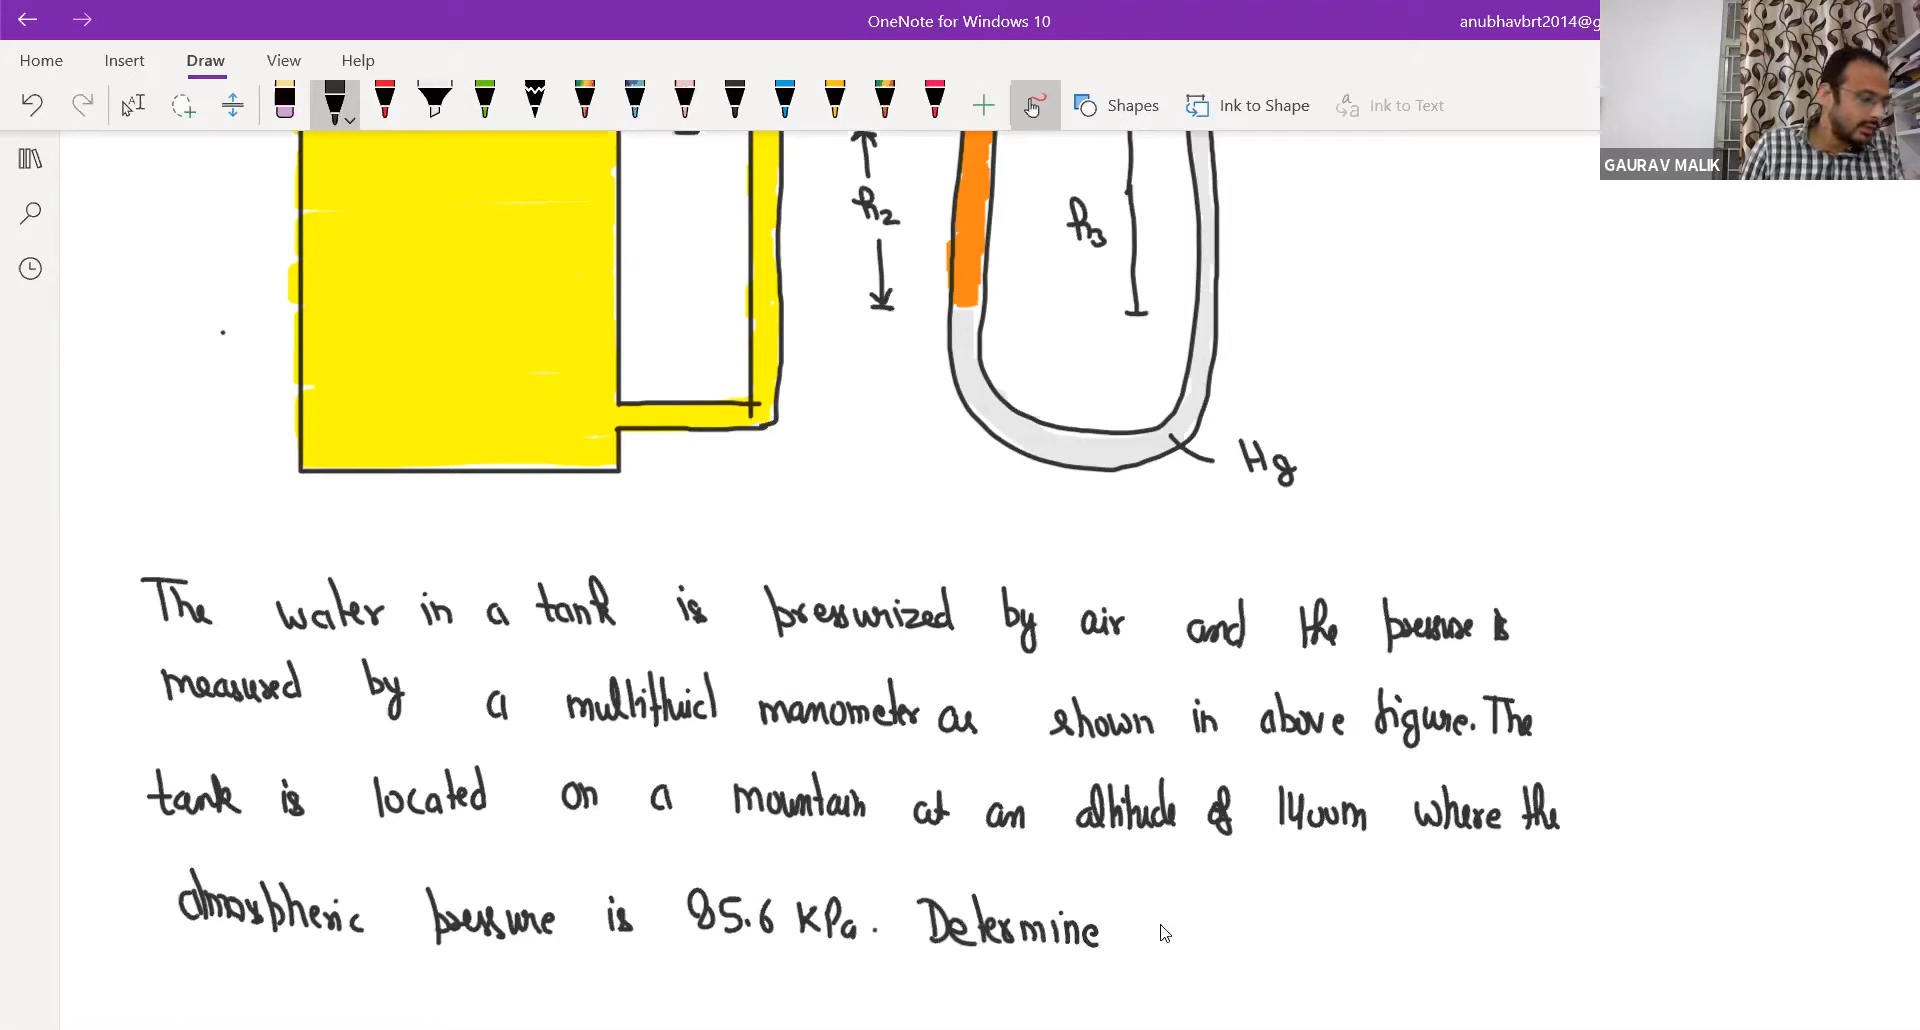 OneNote for Windows 10
anubhavbrt2014@g
Home Insert Draw View Help
Shapes Ink to Shape Ink to Text
GAURAV MALIK
h2
h3
Hg
The water in a tank is pressurized by air and the pressure is
measured by a multifluid manometer as shown in above figure. The
tank is located on a mountain at an altitude of 1400m where the
atmospheric pressure is 85.6 KPa. Determine